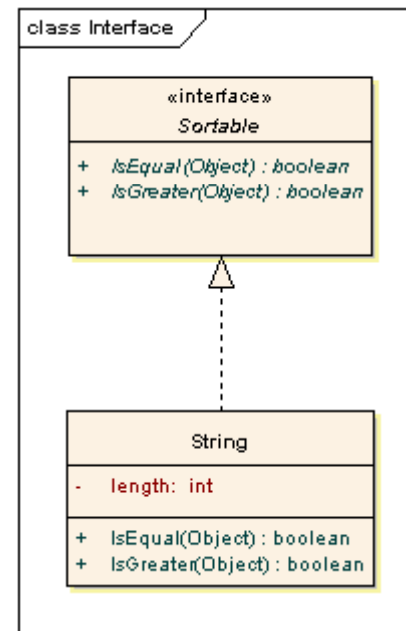 class Interface
«interface»
Sortable
+ IsEqual(Object) : boolean
+ IsGreater(Object) : boolean
String
- length: int
+ IsEqual(Object) : boolean
+ IsGreater(Object) : boolean